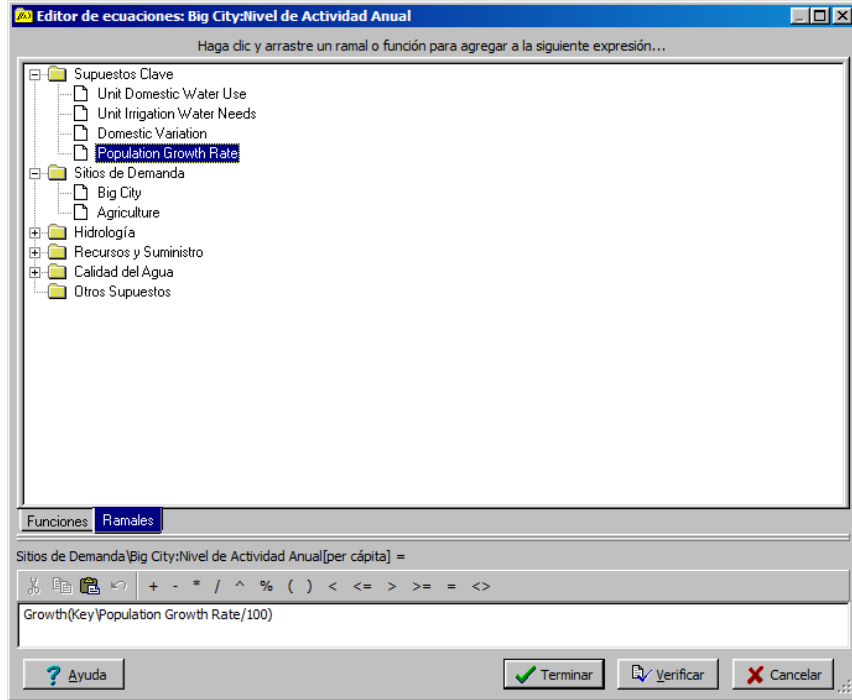 Editor de ecuaciones: Big City:Nivel de Actividad Anual
Haga clic y arrastre un ramal o función para agregar a la siguiente expresión...
Supuestos Clave
Unit Domestic Water Use
Unit Irrigation Water Needs
Domestic Variation
Population Growth Rate
Sitios de Demanda
Big City
Agriculture
Hidrología
Recursos y Suministro
Calidad del Agua
Otros Supuestos
Funciones Ramales
Sitios de Demanda\Big City:Nivel de Actividad Anual[per cápita] =
+ - * / ^ % ( ) < <= > >= = <>
Growth(Key\Population Growth Rate/100)
? Ayuda Terminar Verificar Cancelar